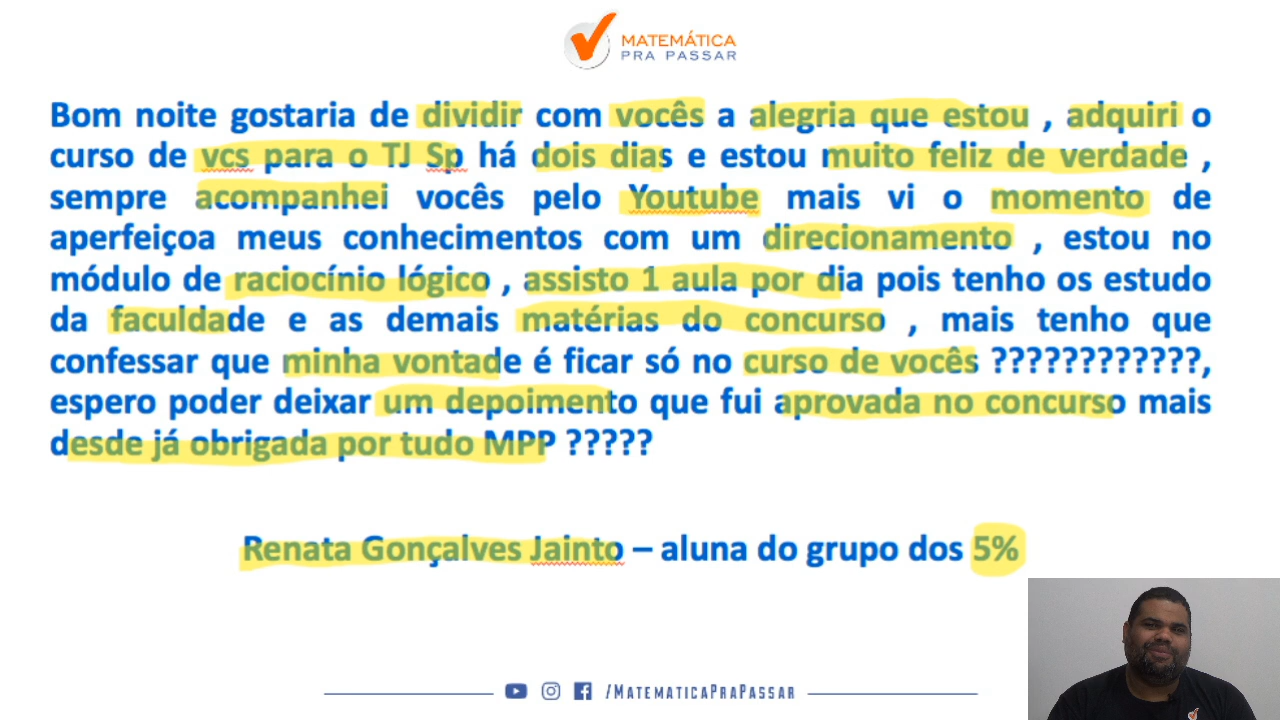 MATEMÁTICA
PRA PASSAR
Bom noite gostaria de dividir com vocês a alegria que estou , adquiri o
curso de vcs para o TJ Sp há dois dias e estou muito feliz de verdade ,
sempre acompanhei vocês pelo Youtube mais vi o momento de
aperfeiçoa meus conhecimentos com um direcionamento , estou no
módulo de raciocínio lógico , assisto 1 aula por dia pois tenho os estudo
da faculdade e as demais matérias do concurso , mais tenho que
confessar que minha vontade é ficar só no curso de vocês ????????????,
espero poder deixar um depoimento que fui aprovada no concurso mais
desde já obrigada por tudo MPP ?????
Renata Gonçalves Jainto – aluna do grupo dos 5%
/MATEMATICAPRAPASSAR